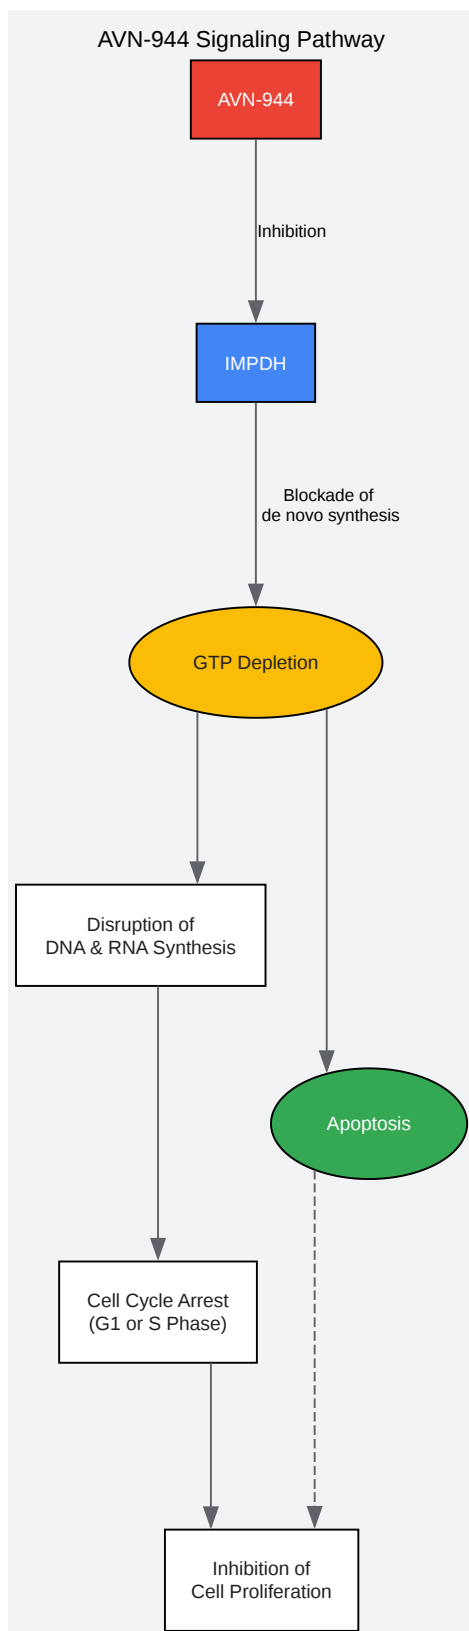 AVN-944 Signaling Pathway
AVN-944
Inhibition
IMPDH
Blockade of
de novo synthesis
GTP Depletion
Disruption of
DNA & RNA Synthesis
Apoptosis
Cell Cycle Arrest
(G1 or S Phase)
Inhibition of
Cell Proliferation